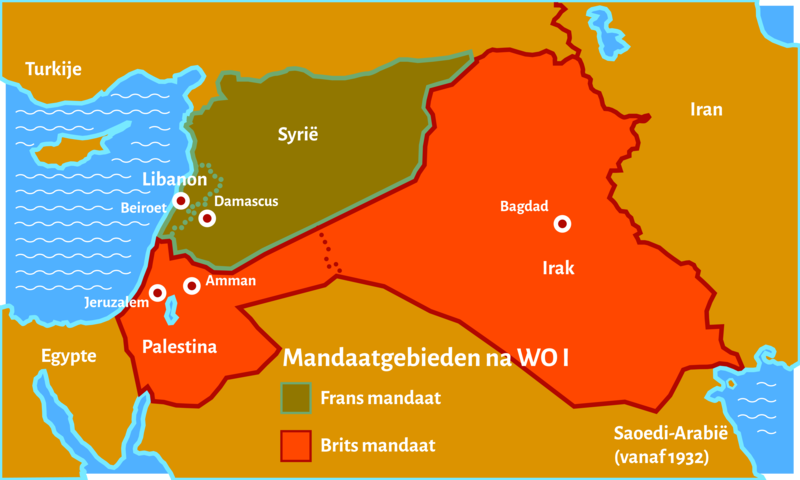 Turkije
Iran
Syrië
Libanon
Damascus
Beiroet
Bagdad
Irak
Amman
Jeruzalem
Palestina
Egypte
Mandaatgebieden na WO I
Frans mandaat
Brits mandaat
Saoedi-Arabië
(vanaf 1932)